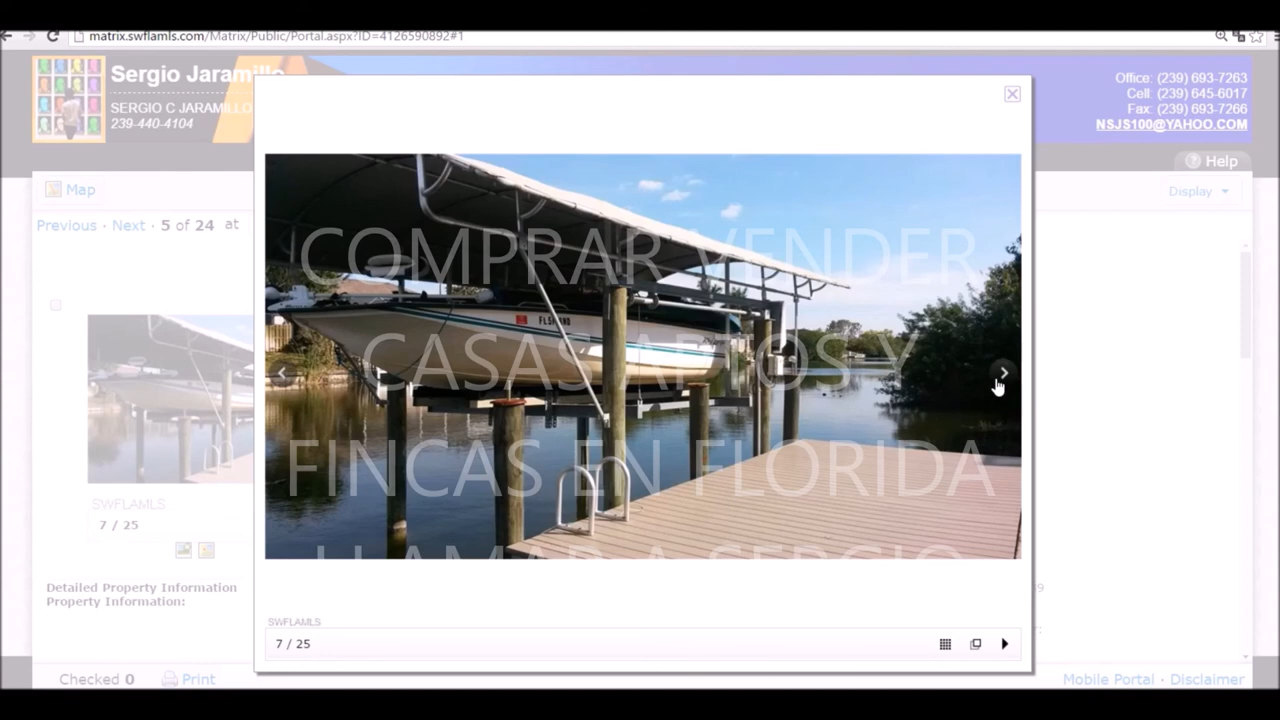 matrix.swflamls.com/Matrix/Public/Portal.aspx?ID=4126590892#1
Sergio Jaramillo
SERGIO C JARAMILLO
239-440-4104
Office: (239) 693-7263
Cell: (239) 645-6017
Fax: (239) 693-7266
NSJS100@YAHOO.COM
Help
Map
Display
Previous · Next · 5 of 24 at
COMPRAR VENDER
CASAS APTOS Y
FINCAS EN FLORIDA
LLAMAR A SERGIO
SWFLAMLS
7 / 25
Detailed Property Information
Property Information:
SWFLAMLS
7 / 25
Checked 0
Print
Mobile Portal · Disclaimer